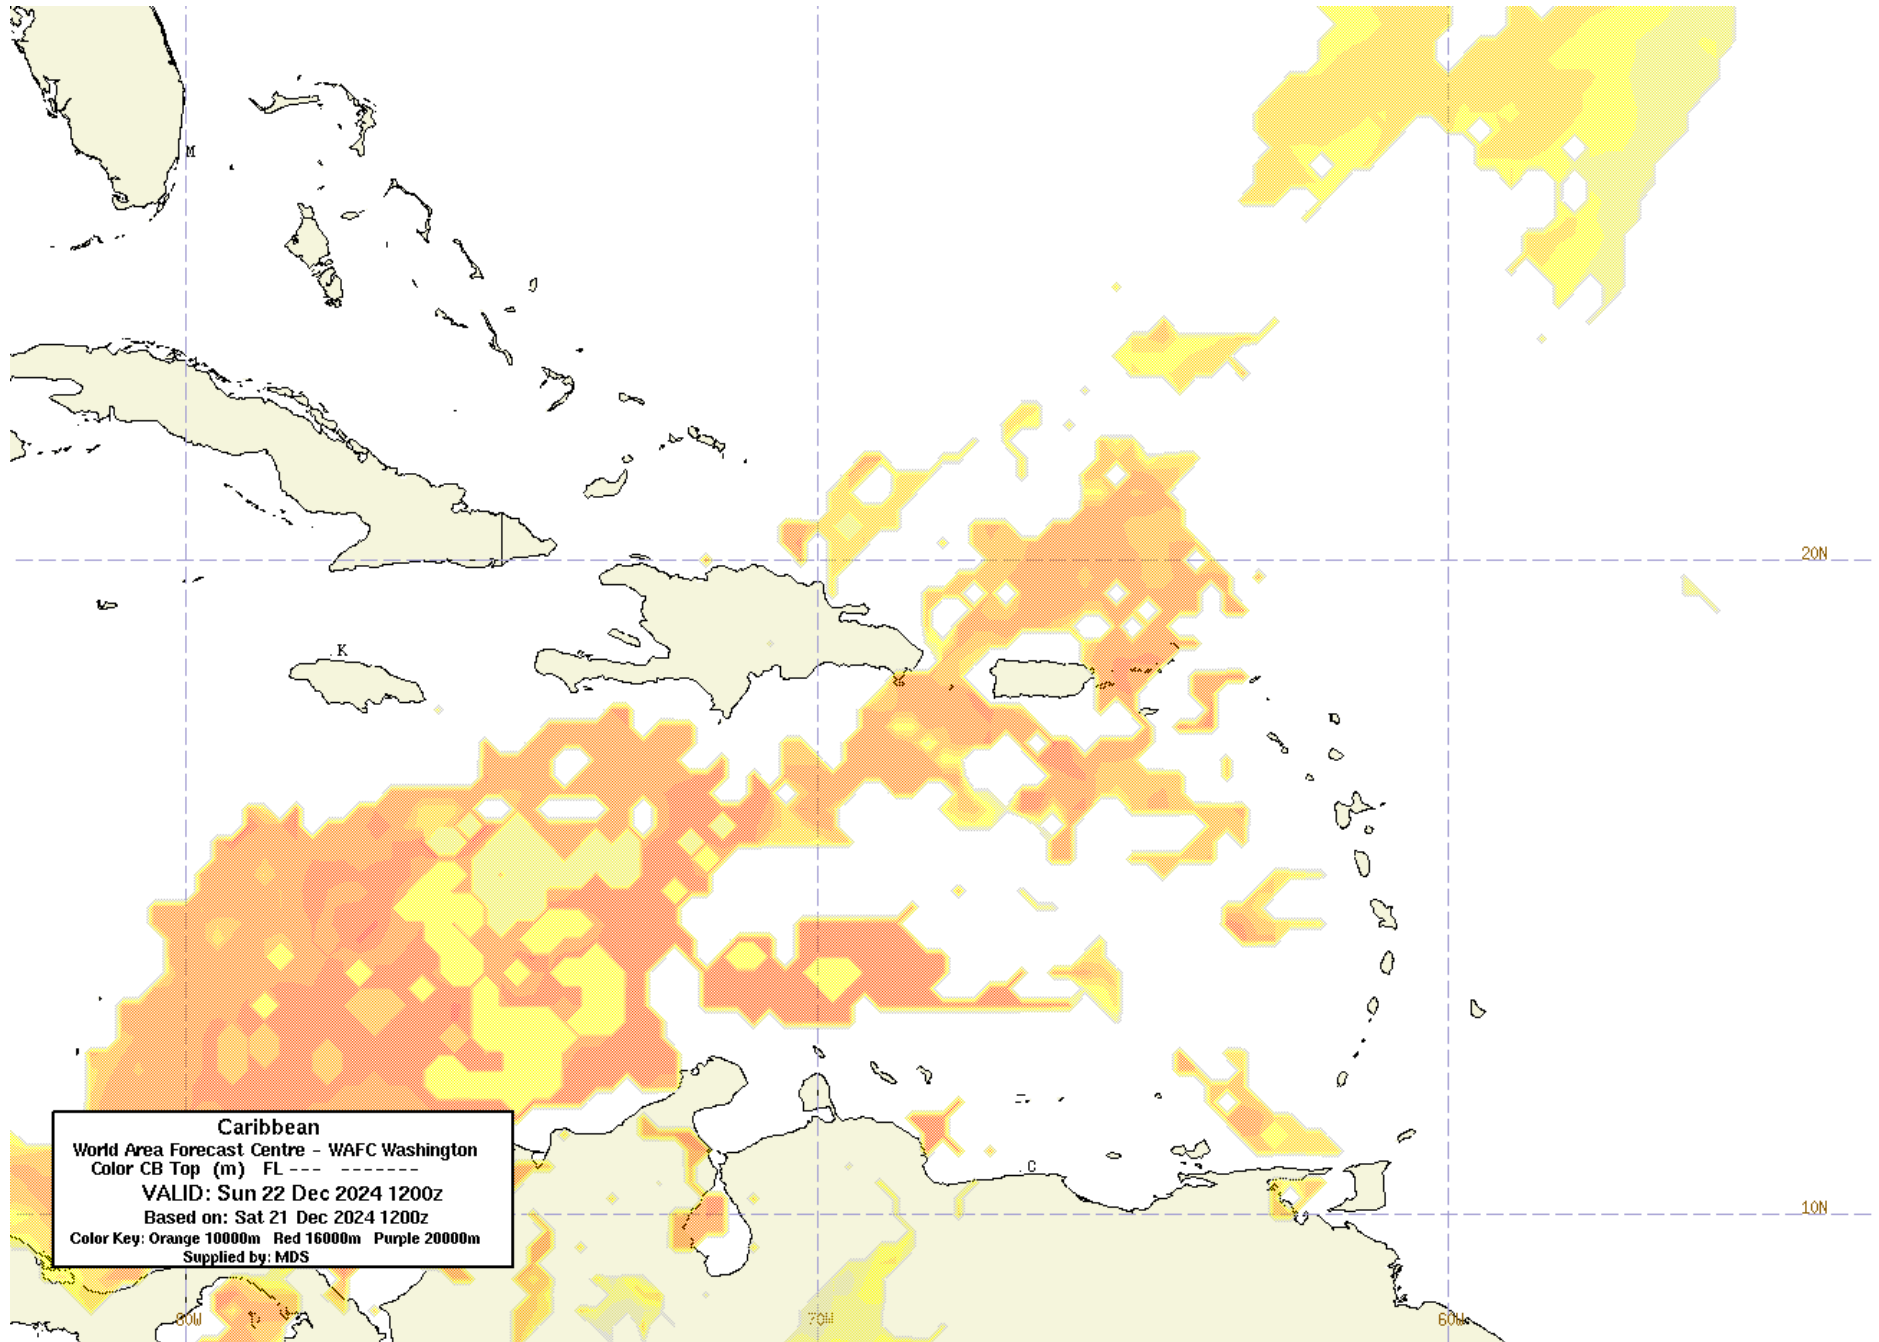 M
20N
K
C
Caribbean
World Area Forecast Centre - WAFC Washington
Color CB Top (m) FL --- -------
VALID: Sun 22 Dec 2024 1200z
Based on: Sat 21 Dec 2024 1200z
Color Key: Orange 10000m Red 16000m Purple 20000m
Supplied by: MDS
10N
80W
70W
60W